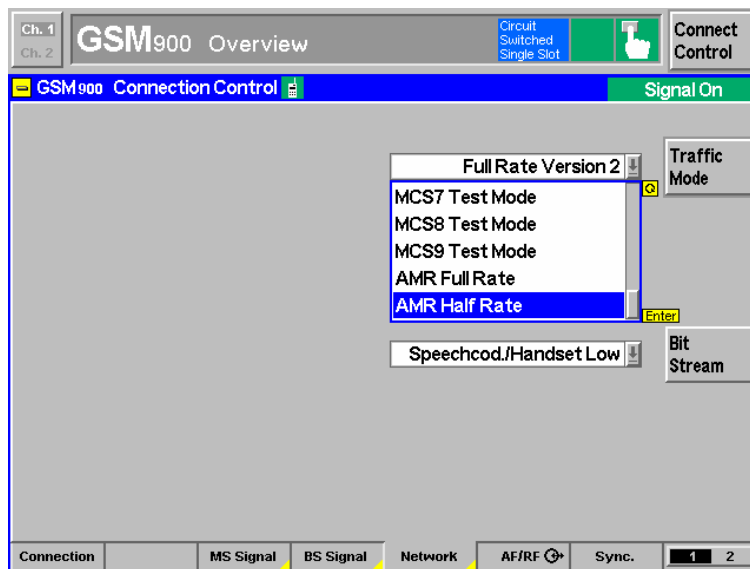 Ch. 1
Ch. 2
GSM900 Overview
Circuit
Switched
Single Slot
Connect
Control
GSM900 Connection Control
Signal On
Full Rate Version 2
Traffic
Mode
MCS7 Test Mode
MCS8 Test Mode
MCS9 Test Mode
AMR Full Rate
AMR Half Rate
Enter
Speechcod./Handset Low
Bit
Stream
Connection
MS Signal
BS Signal
Network
AF/RF
Sync.
1 2